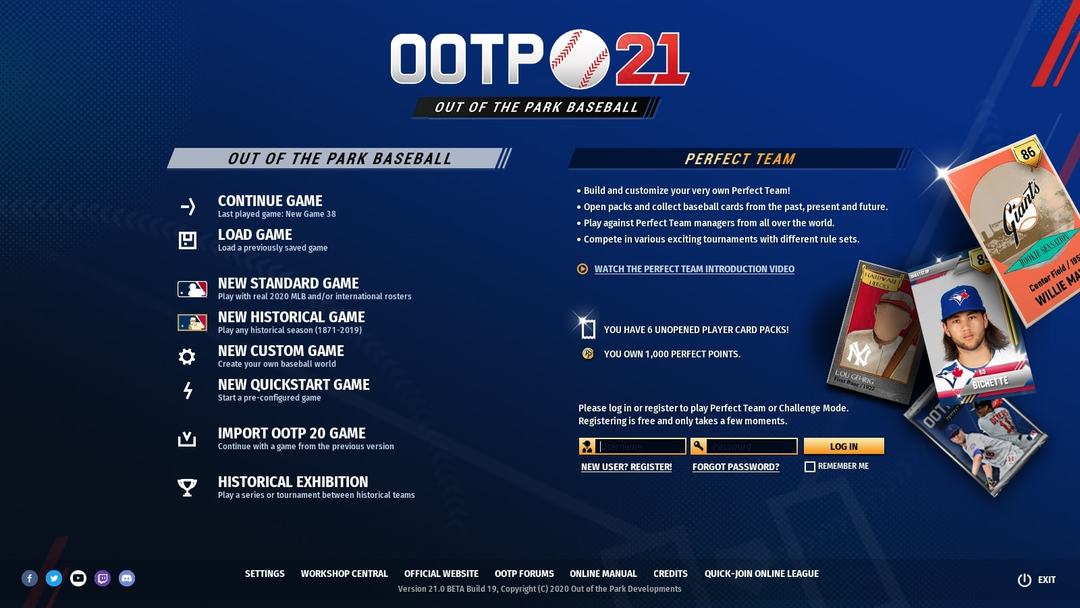 OOTP 21
OUT OF THE PARK BASEBALL
OUT OF THE PARK BASEBALL
CONTINUE GAME
Last played game: New Game 38
LOAD GAME
Load a previously saved game
NEW STANDARD GAME
Play with real 2020 MLB and/or international rosters
NEW HISTORICAL GAME
Play any historical season (1871-2019)
NEW CUSTOM GAME
Create your own baseball world
NEW QUICKSTART GAME
Start a pre-configured game
IMPORT OOTP 20 GAME
Continue with a game from the previous version
HISTORICAL EXHIBITION
Play a series or tournament between historical teams
PERFECT TEAM
• Build and customize your very own Perfect Team!
• Open packs and collect baseball cards from the past, present and future.
• Play against Perfect Team managers from all over the world.
• Compete in various exciting tournaments with different rule sets.
WATCH THE PERFECT TEAM INTRODUCTION VIDEO
YOU HAVE 6 UNOPENED PLAYER CARD PACKS!
YOU OWN 1,000 PERFECT POINTS.
Please log in or register to play Perfect Team or Challenge Mode.
Registering is free and only takes a few moments.
Username
Password
LOG IN
NEW USER? REGISTER!
FORGOT PASSWORD?
REMEMBER ME
86
Giants
ROOKIE SENSATION
Center Field
HARDWARE
HEROES
NY
LOU GEHRIG
First Base / 1927
BICHETTE
OOTP
SETTINGS WORKSHOP CENTRAL OFFICIAL WEBSITE OOTP FORUMS ONLINE MANUAL CREDITS QUICK-JOIN ONLINE LEAGUE
Version 21.0 BETA Build 19, Copyright (C) 2020 Out of the Park Developments
EXIT